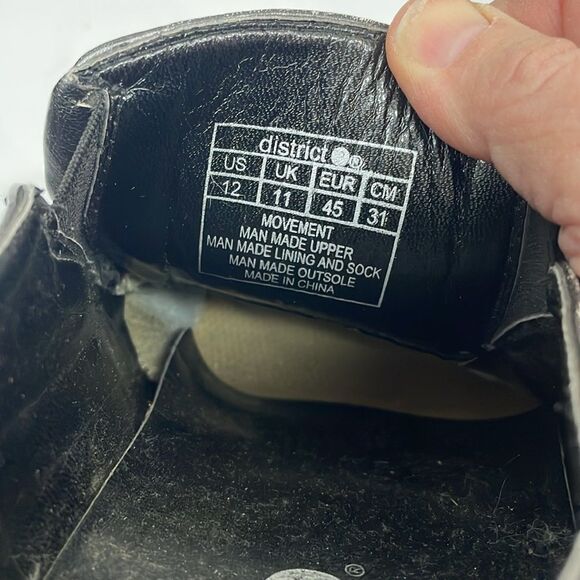 district ®
US UK EUR CM
12 11 45 31
MOVEMENT
MAN MADE UPPER
MAN MADE LINING AND SOCK
MAN MADE OUTSOLE
MADE IN CHINA
®